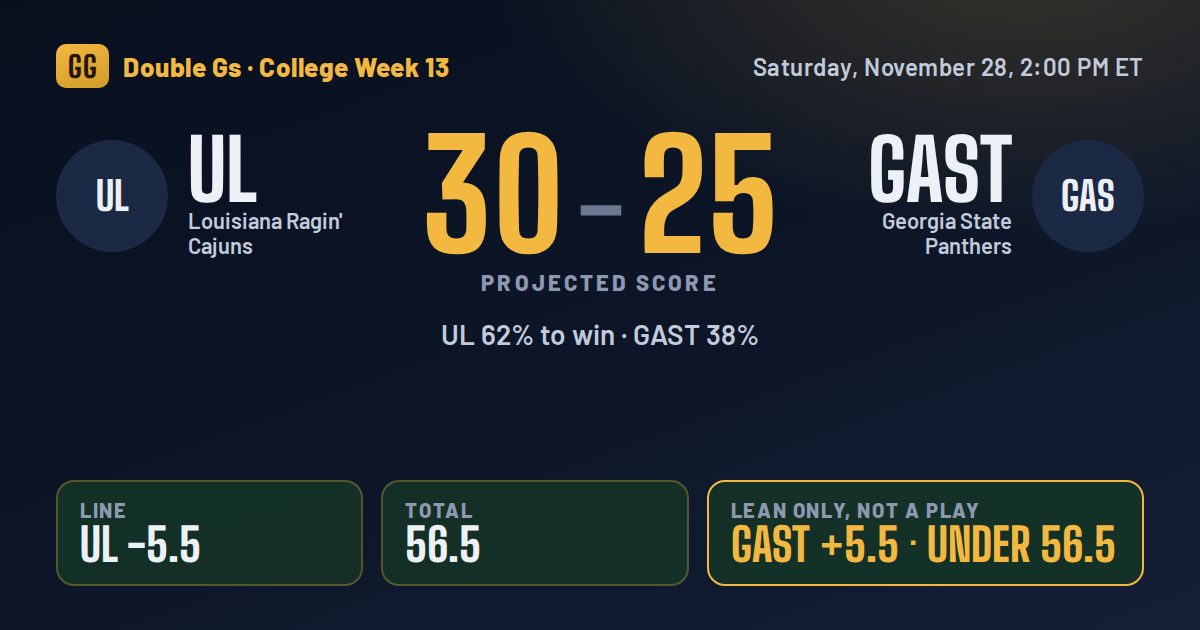 GG
Double Gs · College Week 13
Saturday, November 28, 2:00 PM ET
UL
UL
Louisiana Ragin'
Cajuns
30 – 25
PROJECTED SCORE
UL 62% to win · GAST 38%
GAST
Georgia State
Panthers
GAS
LINE
UL −5.5
TOTAL
56.5
LEAN ONLY, NOT A PLAY
GAST +5.5 · UNDER 56.5